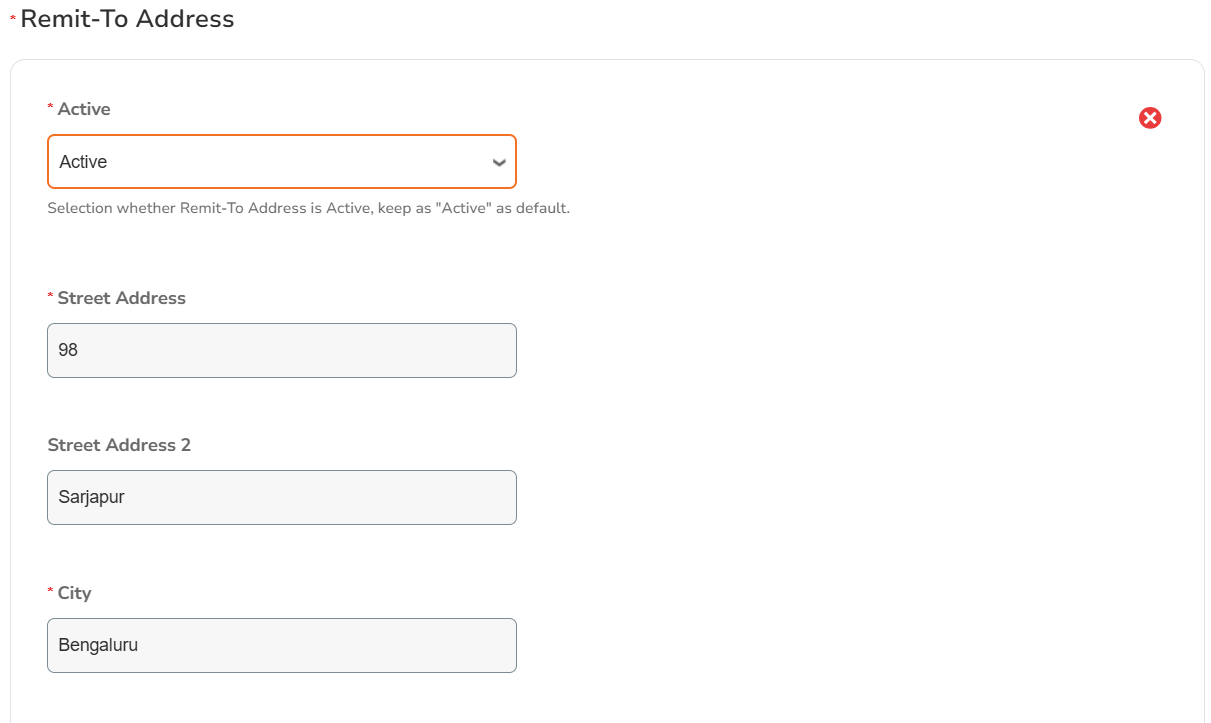 * Remit-To Address
* Active
Active
Selection whether Remit-To Address is Active, keep as "Active" as default.
* Street Address
98
Street Address 2
Sarjapur
* City
Bengaluru